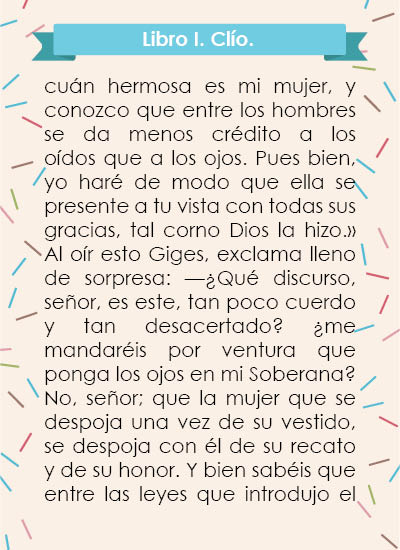 Libro I. Clío.
cuán hermosa es mi mujer, y
conozco que entre los hombres
se da menos crédito a los
oídos que a los ojos. Pues bien,
yo haré de modo que ella se
presente a tu vista con todas sus
gracias, tal corno Dios la hizo.»
Al oír esto Giges, exclama lleno
de sorpresa: —¿Qué discurso,
señor, es este, tan poco cuerdo
y tan desacertado? ¿me
mandaréis por ventura que
ponga los ojos en mi Soberana?
No, señor; que la mujer que se
despoja una vez de su vestido,
se despoja con él de su recato
y de su honor. Y bien sabéis que
entre las leyes que introdujo el